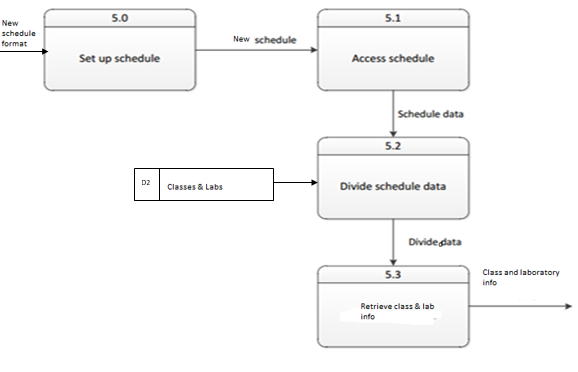 5.0
5.1
New
schedule
format
Set up schedule
New schedule
Access schedule
Schedule data
5.2
D2
Classes & Labs
Divide schedule data
Divide data
5.3
Class and laboratory
info
Retrieve class & lab
info